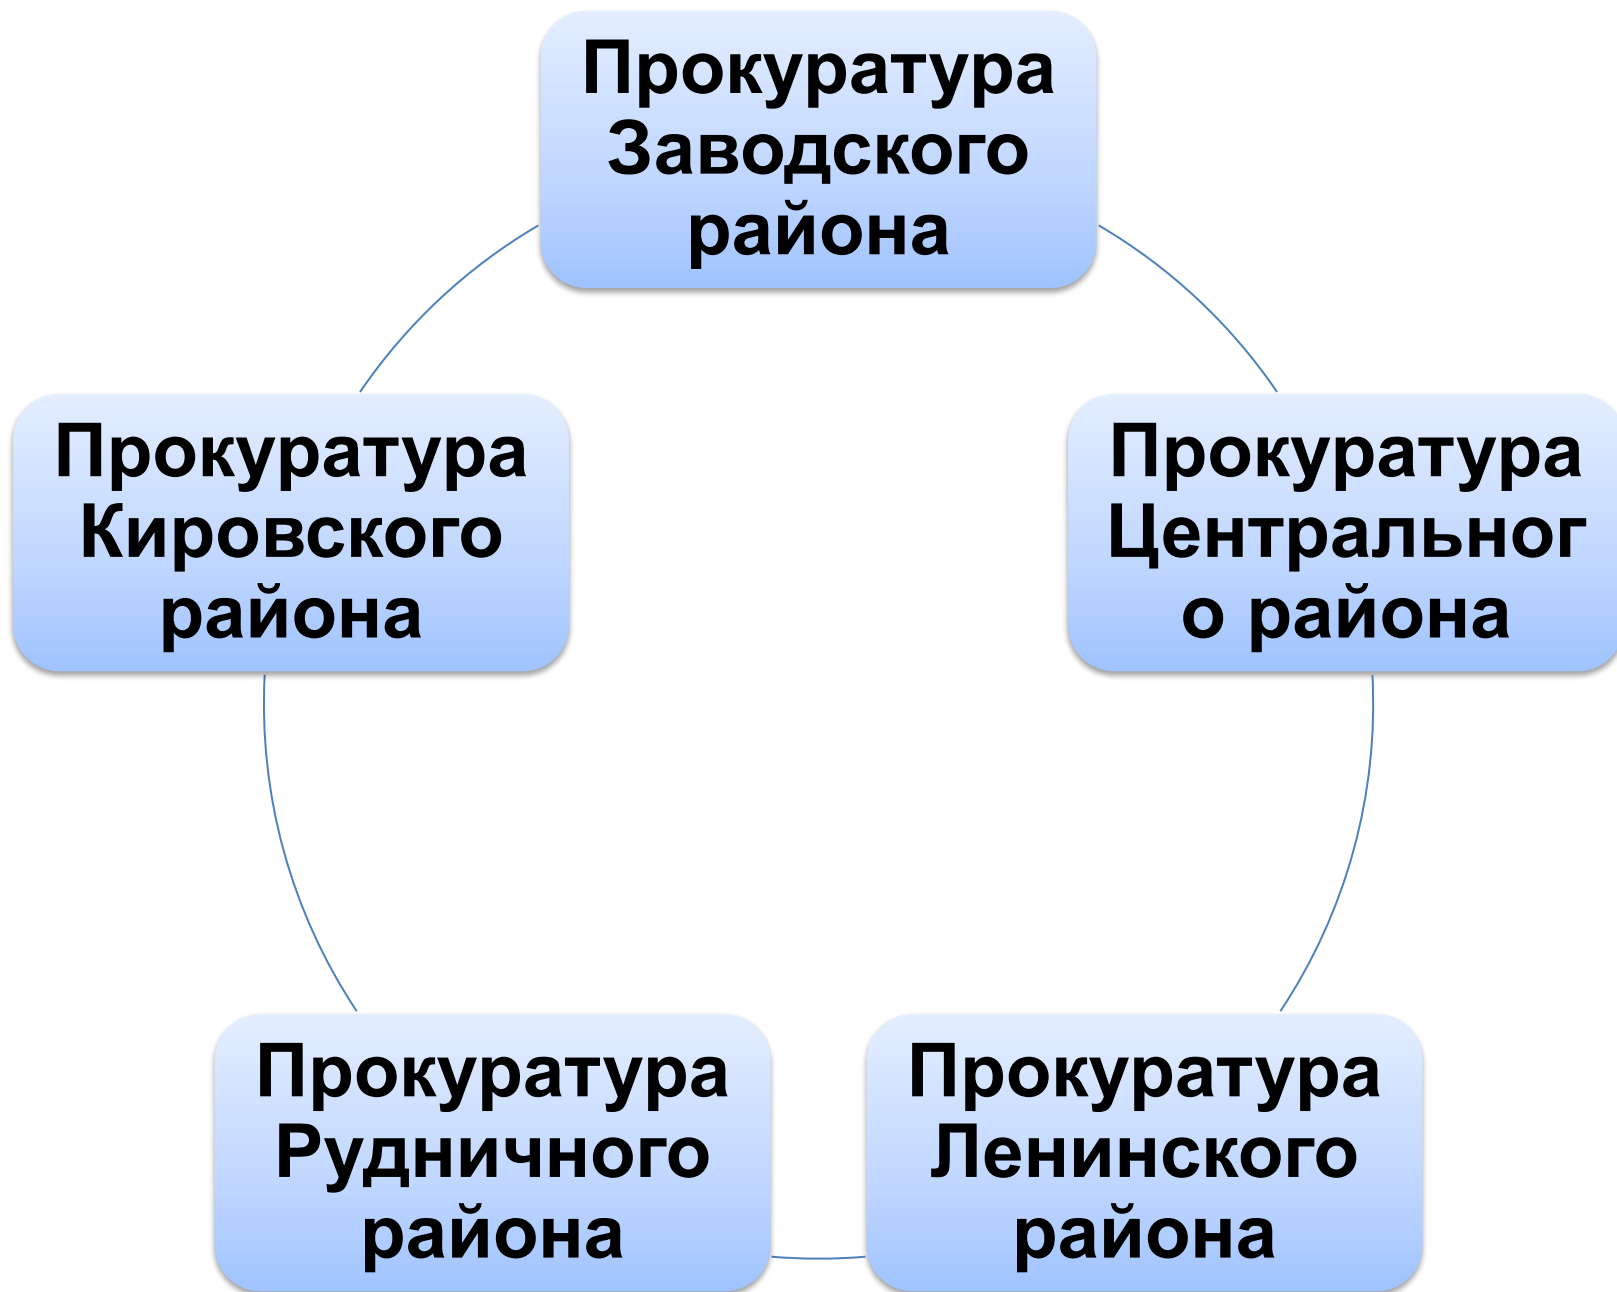 Прокуратура
Заводского
района
Прокуратура
Центральног
о района
Прокуратура
Ленинского
района
Прокуратура
Рудничного
района
Прокуратура
Кировского
района